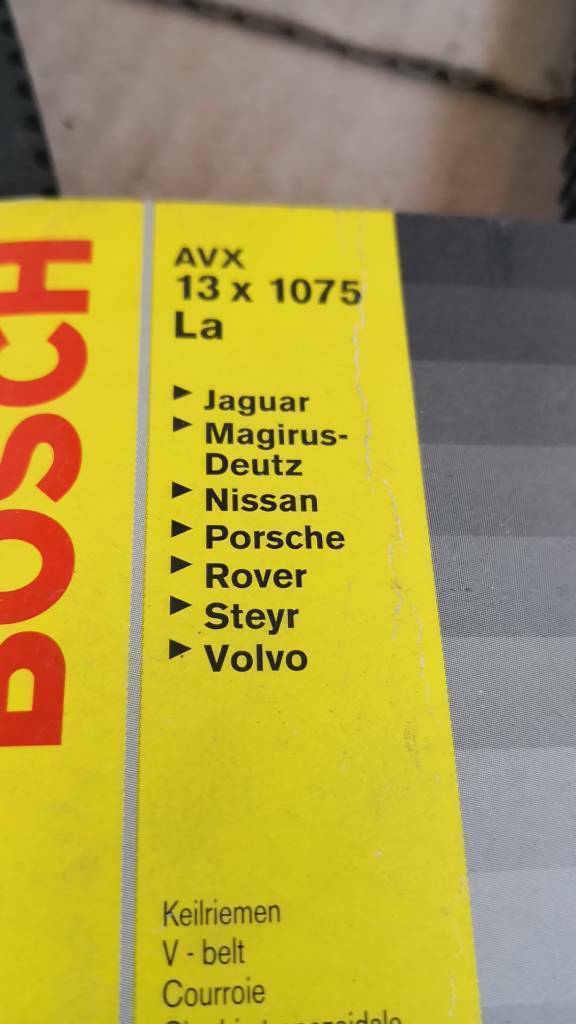 BOSCH
AVX
13 x 1075
La
Jaguar
Magirus-
Deutz
Nissan
Porsche
Rover
Steyr
Volvo
Keilriemen
V - belt
Courroie